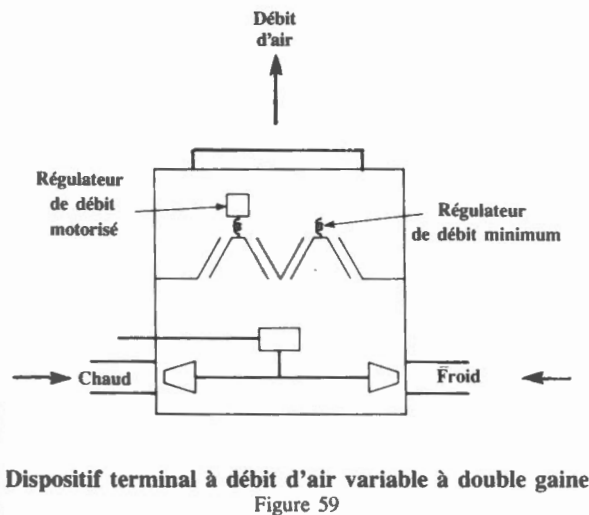 Débit
d'air
Régulateur
de débit
motorisé
Régulateur
de débit minimum
Chaud
Froid
Dispositif terminal à débit d'air variable à double gaine
Figure 59